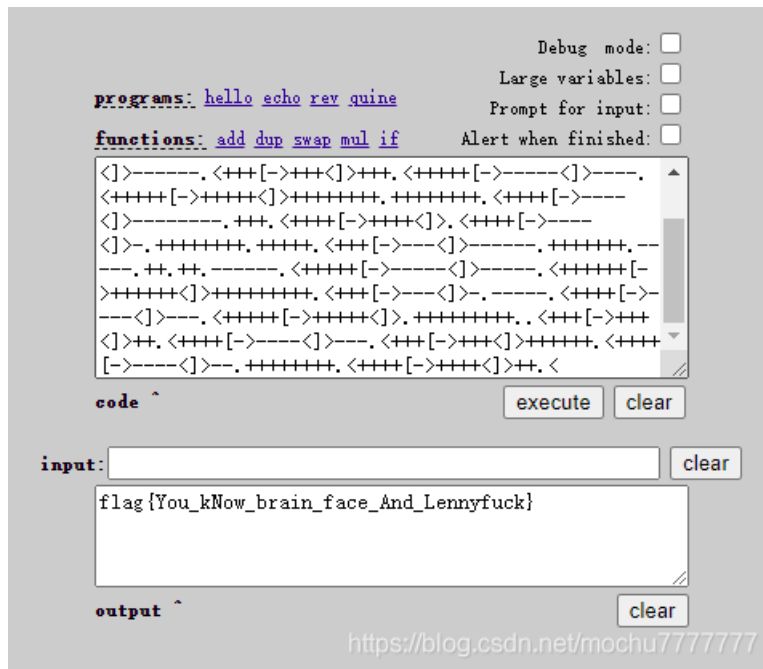 Debug mode:
Large variables:
programs: hello echo rev quine
Prompt for input:
functions: add dup swap mul if
Alert when finished:
<]>------.<+++[->+++<]>+++.<+++++[->-----<]>----.
<+++++[->+++++<]>++++++++.++++++++.<++++[->----
<]>---------.+++.<++++[->++++<]>.<++++[->----
<]>-.++++++++.+++++.<+++[->---<]>------.+++++++.--
---.++.++.------.<+++++[->-----<]>-----.<++++++[-
>++++++<]>+++++++++.<+++[->---<]>-.-----.<++++[->-
---<]>---.<+++++[->+++++<]>.+++++++++..<+++[->+++
<]>++.<++++[->----<]>---.<+++[->+++<]>++++++.<++++
[->----<]>--.++++++++.<++++[->++++<]>++.<
code ^
execute clear
input:
clear
flag{You_kNow_brain_face_And_Lennyfuck}
output ^
clear
https://blog.csdn.net/mochu7777777